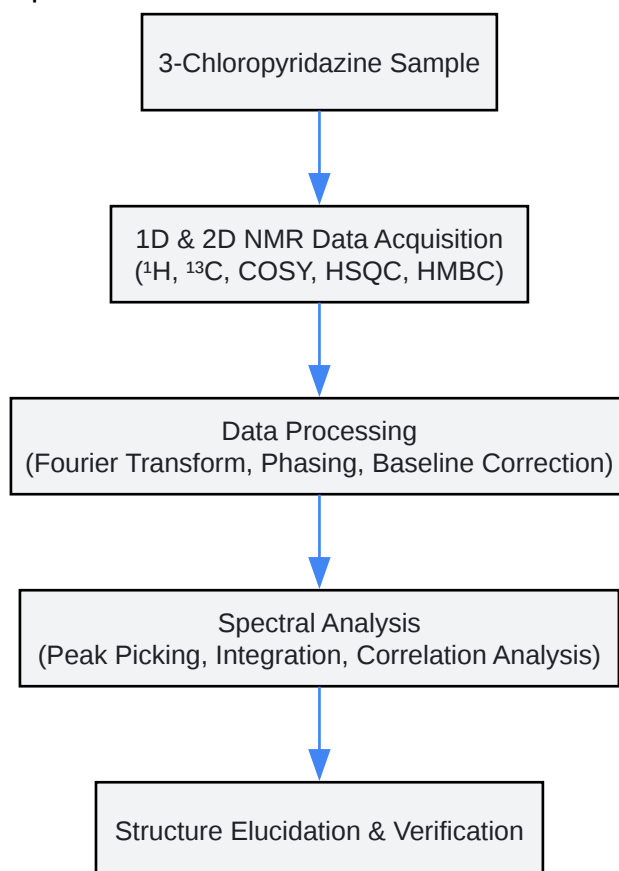 3-Chloropyridazine Sample
1D & 2D NMR Data Acquisition
(¹H, ¹³C, COSY, HSQC, HMBC)
Data Processing
(Fourier Transform, Phasing, Baseline Correction)
Spectral Analysis
(Peak Picking, Integration, Correlation Analysis)
Structure Elucidation & Verification